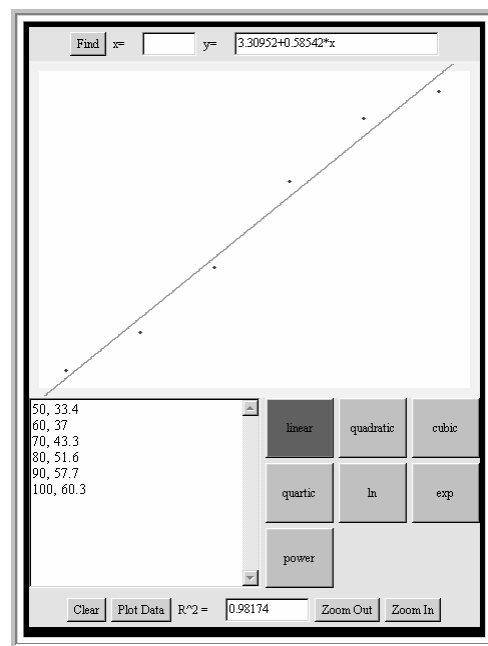 Find x= y= 3.30952+0.58542*x
50, 33.4
60, 37
70, 43.3
80, 51.6
90, 57.7
100, 60.3
linear quadratic cubic
quartic ln exp
power
Clear Plot Data R^2 = 0.98174 Zoom Out Zoom In